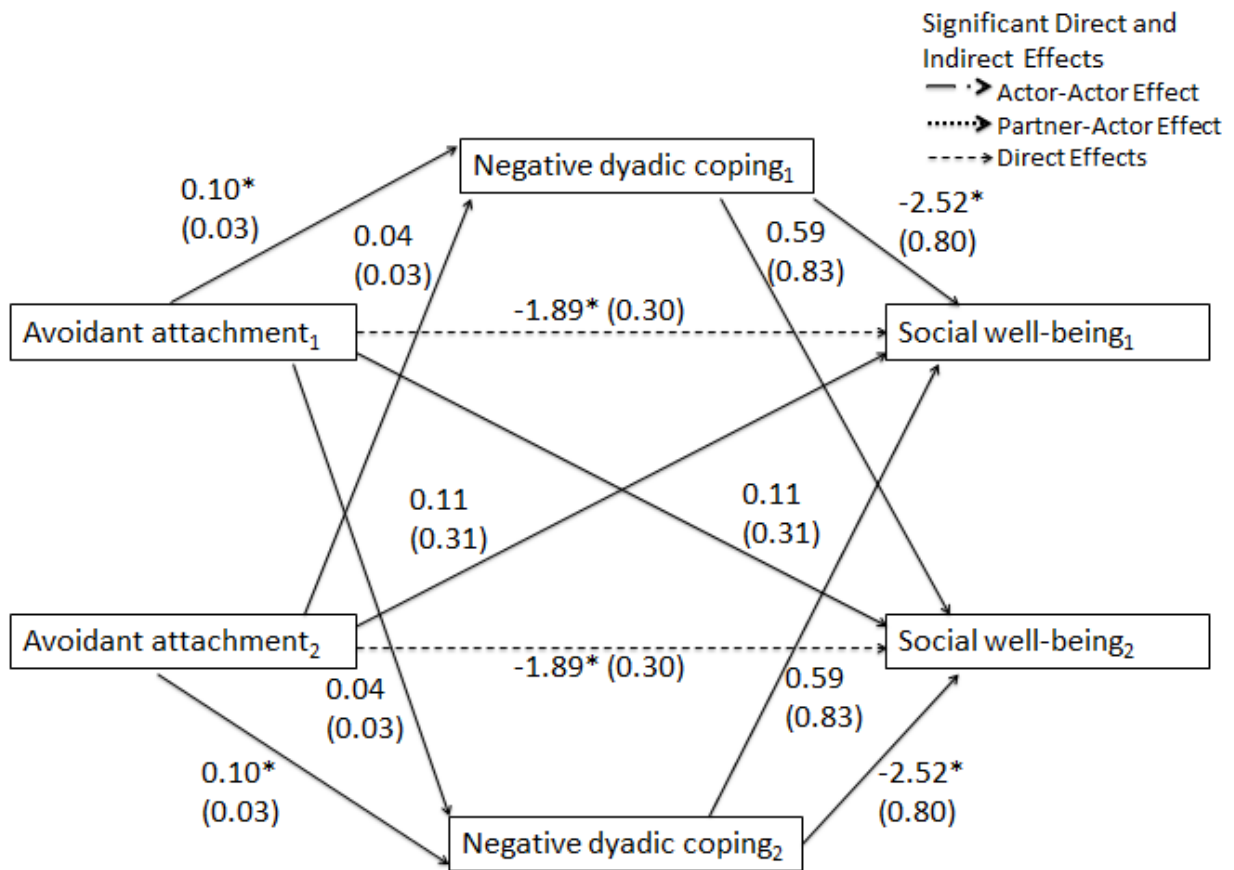 Significant Direct and
Indirect Effects
Actor-Actor Effect
Partner-Actor Effect
Direct Effects
Negative dyadic coping₁
0.10*
(0.03)
0.04
(0.03)
0.59
(0.83)
-2.52*
(0.80)
Avoidant attachment₁
-1.89* (0.30)
Social well-being₁
0.11
(0.31)
0.11
(0.31)
Avoidant attachment₂
-1.89* (0.30)
Social well-being₂
0.04
(0.03)
0.59
(0.83)
0.10*
(0.03)
-2.52*
(0.80)
Negative dyadic coping₂